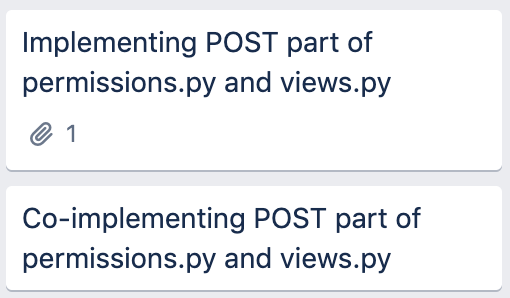 Implementing POST part of
permissions.py and views.py
1
Co-implementing POST part of
permissions.py and views.py